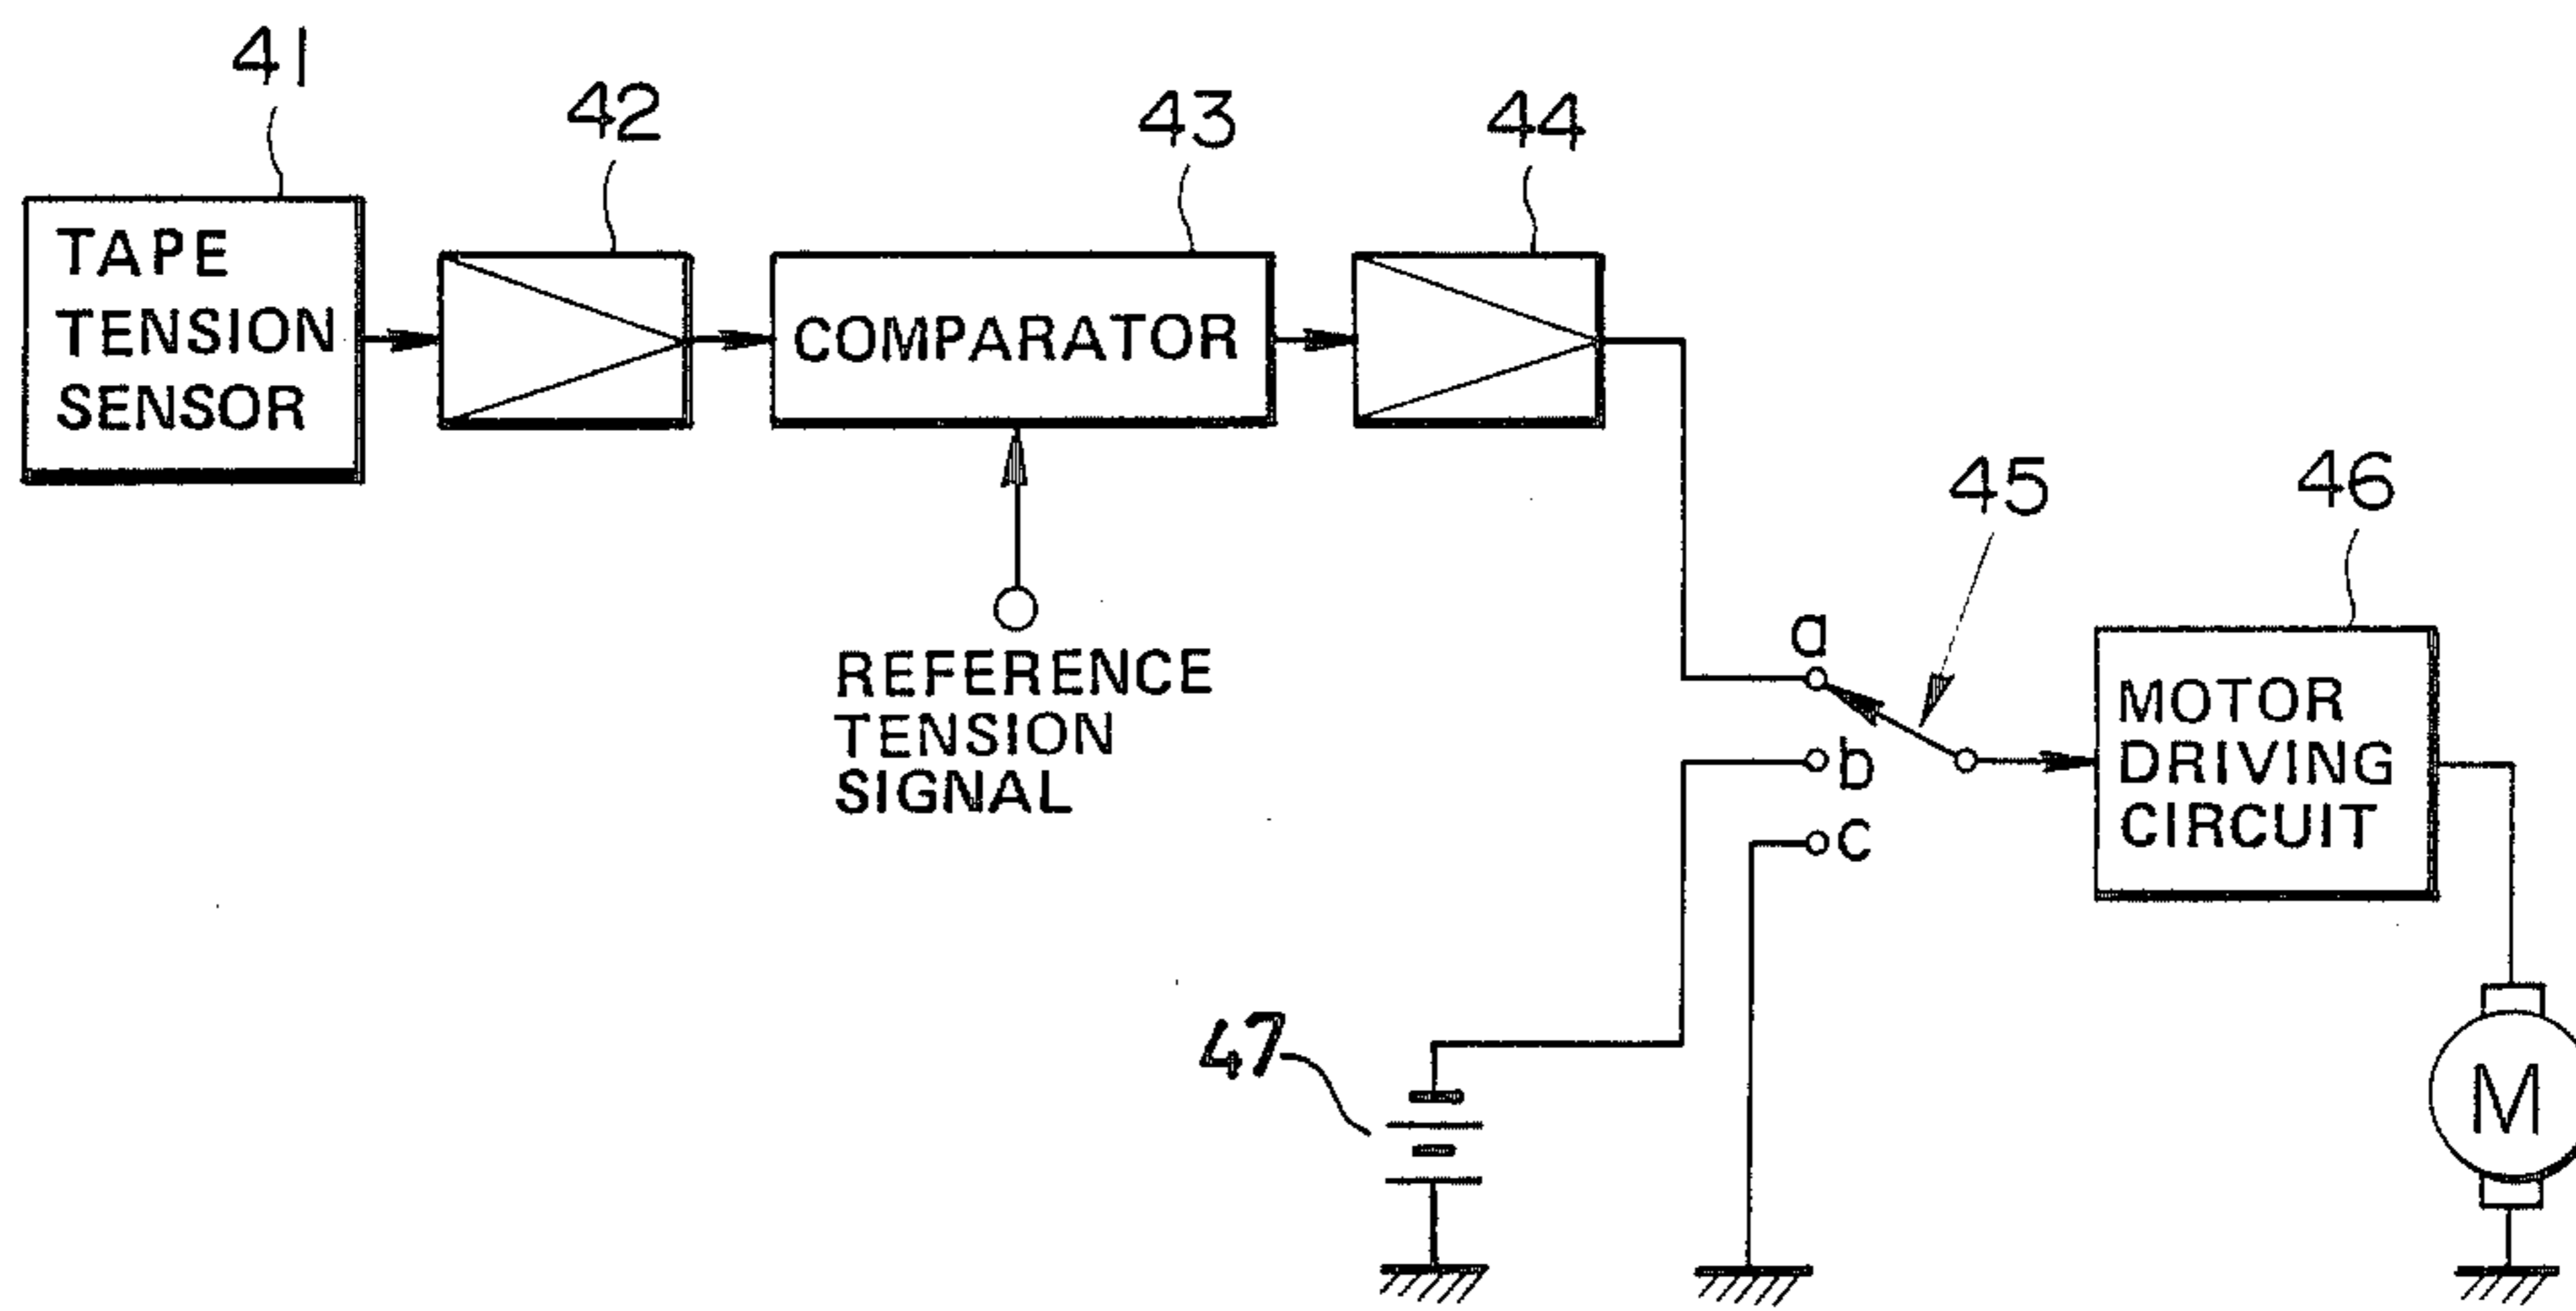 41
42
43
44
TAPE
TENSION
SENSOR
COMPARATOR
REFERENCE
TENSION
SIGNAL
45
46
a
b
c
MOTOR
DRIVING
CIRCUIT
47
M